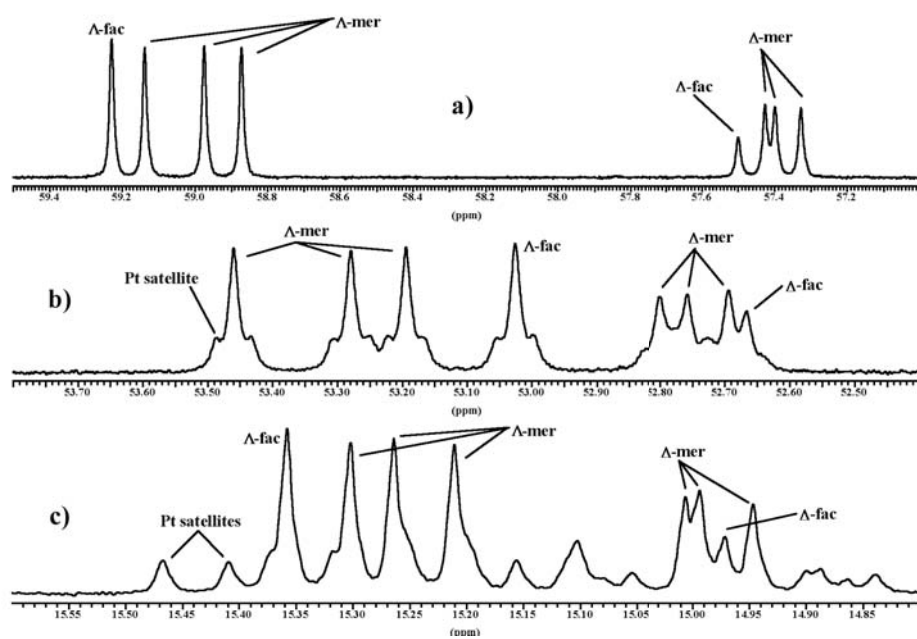 Λ-fac
Λ-mer
Λ-mer
Λ-fac
a)
59.4 59.2 59.0 58.8 58.6 58.4 58.2 58.0 57.8 57.6 57.4 57.2
(ppm)
Λ-mer
Λ-fac
Λ-mer
Pt satellite
Λ-fac
b)
53.70 53.60 53.50 53.40 53.30 53.20 53.10 53.00 52.90 52.80 52.70 52.60 52.50
(ppm)
Λ-fac
Λ-mer
Λ-mer
Λ-fac
c)
Pt satellites
15.55 15.50 15.45 15.40 15.35 15.30 15.25 15.20 15.15 15.10 15.05 15.00 14.95 14.90 14.85
(ppm)